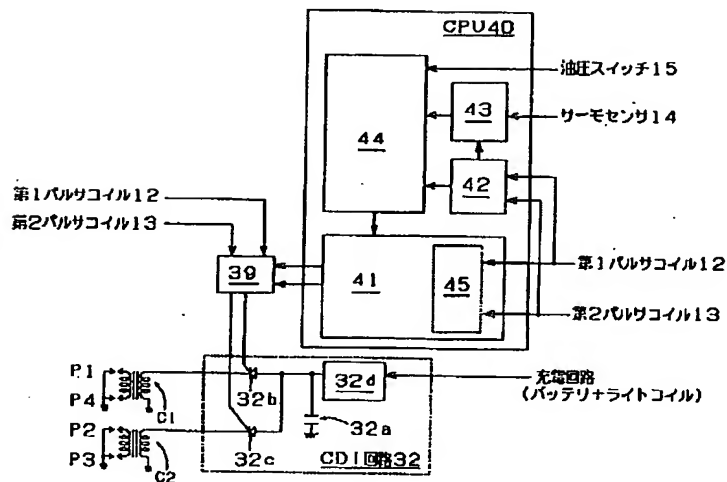 CPU40
油圧スイッチ15
43
サーモセンサ14
44
42
第1パルサコイル12
第2パルサコイル13
39
41
45
第1パルサコイル12
第2パルサコイル13
P1
P4
C1
32b
32d
充電回路
(バッテリ+ライトコイル)
P2
P3
C2
32c
32a
CDI回路32